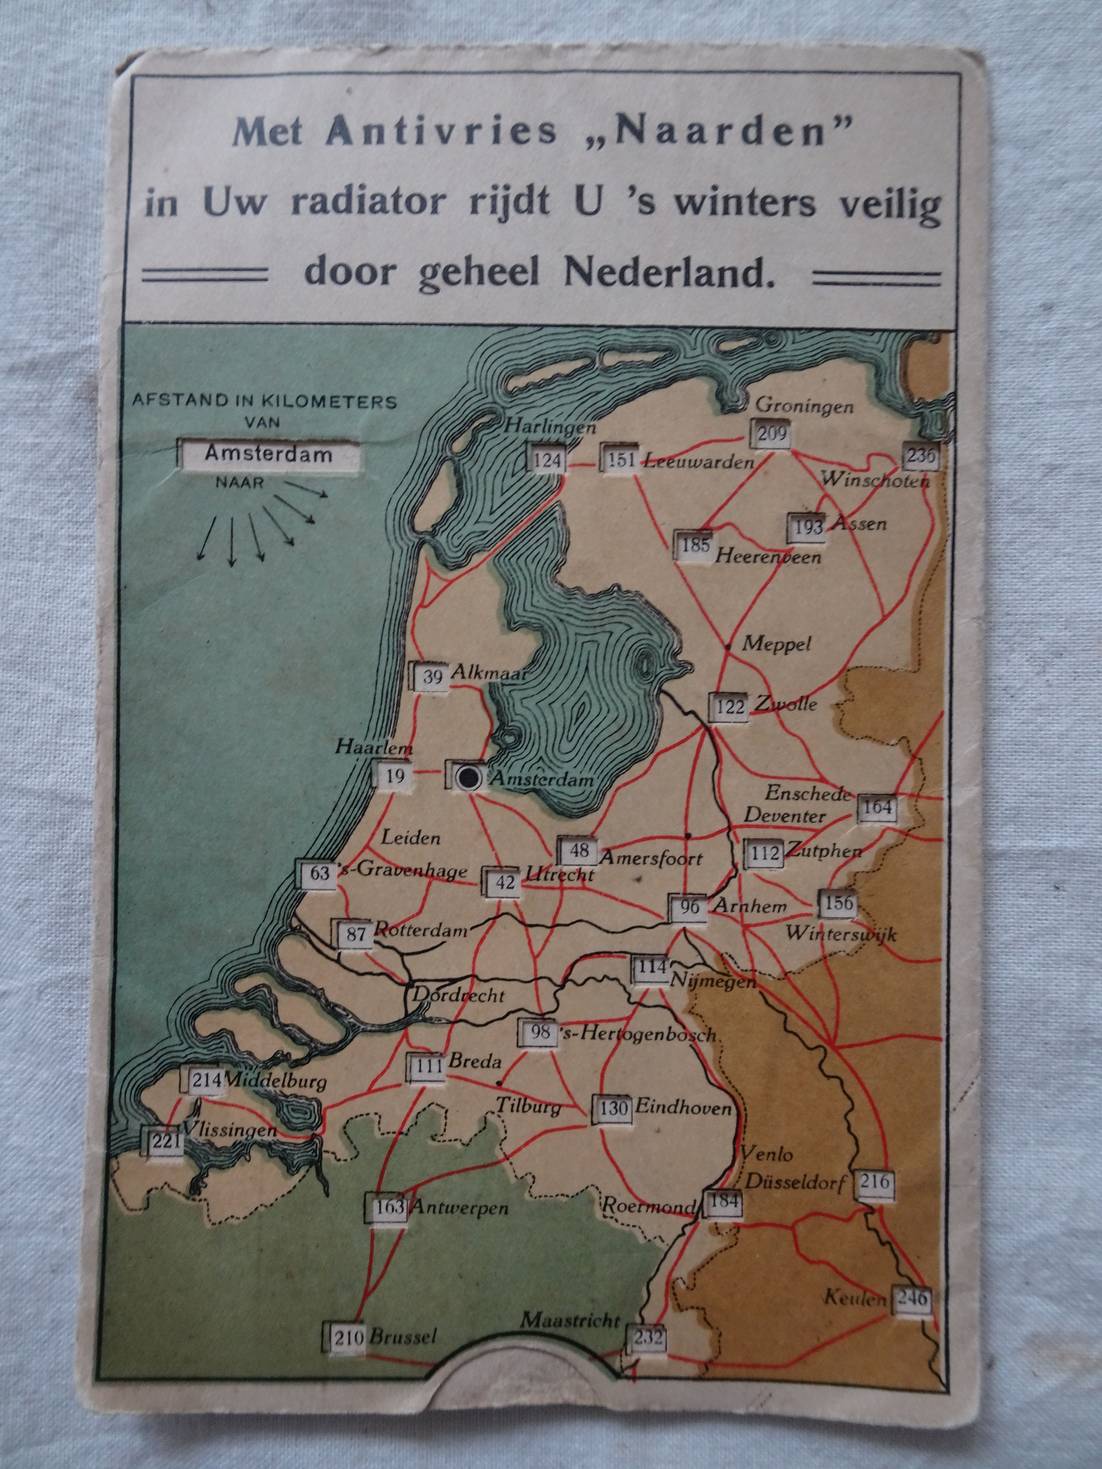 Met Antivries „Naarden”
in Uw radiator rijdt U 's winters veilig
door geheel Nederland.
AFSTAND IN KILOMETERS
VAN
Amsterdam
NAAR
Groningen
209
Harlingen
124
151 Leeuwarden
236
Winschoten
193 Assen
185 Heerenveen
Meppel
39 Alkmaar
122 Zwolle
Haarlem
19
Amsterdam
Enschede
164
Deventer
Leiden
48 Amersfoort
112 Zutphen
63 's-Gravenhage
42 Utrecht
96 Arnhem
156
Winterswijk
87 Rotterdam
114 Nijmegen
Dordrecht
98 's-Hertogenbosch
111 Breda
214 Middelburg
Tilburg
130 Eindhoven
221 Vlissingen
Venlo
Düsseldorf 216
163 Antwerpen
Roermond 184
Keulen 246
Maastricht
232
210 Brussel